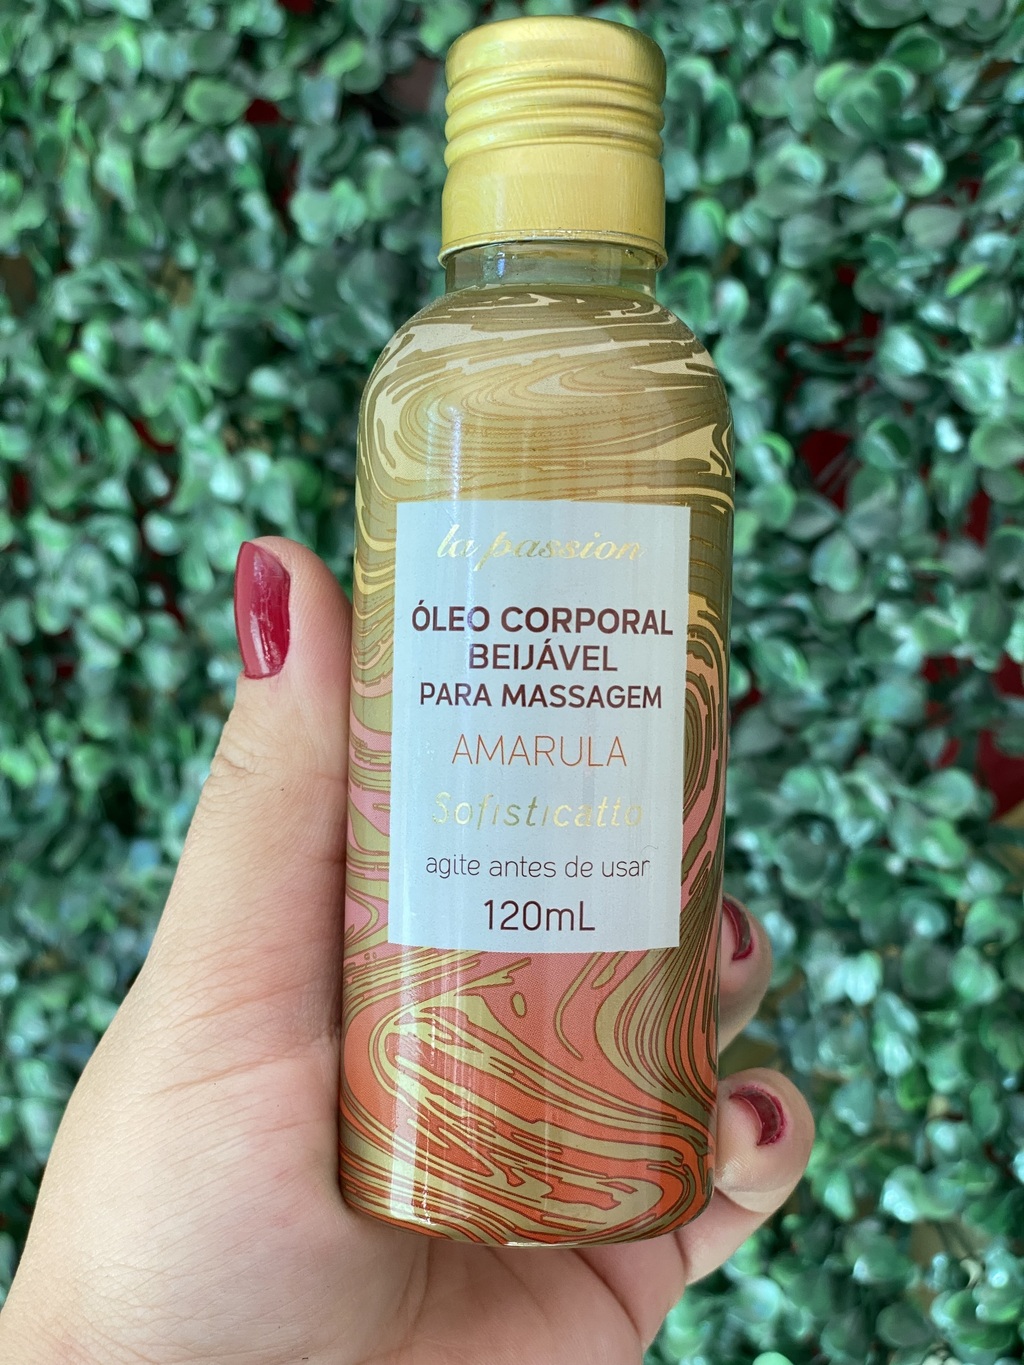 la passion
ÓLEO CORPORAL
BEIJÁVEL
PARA MASSAGEM
AMARULA
Sofisticatto
agite antes de usar
120mL